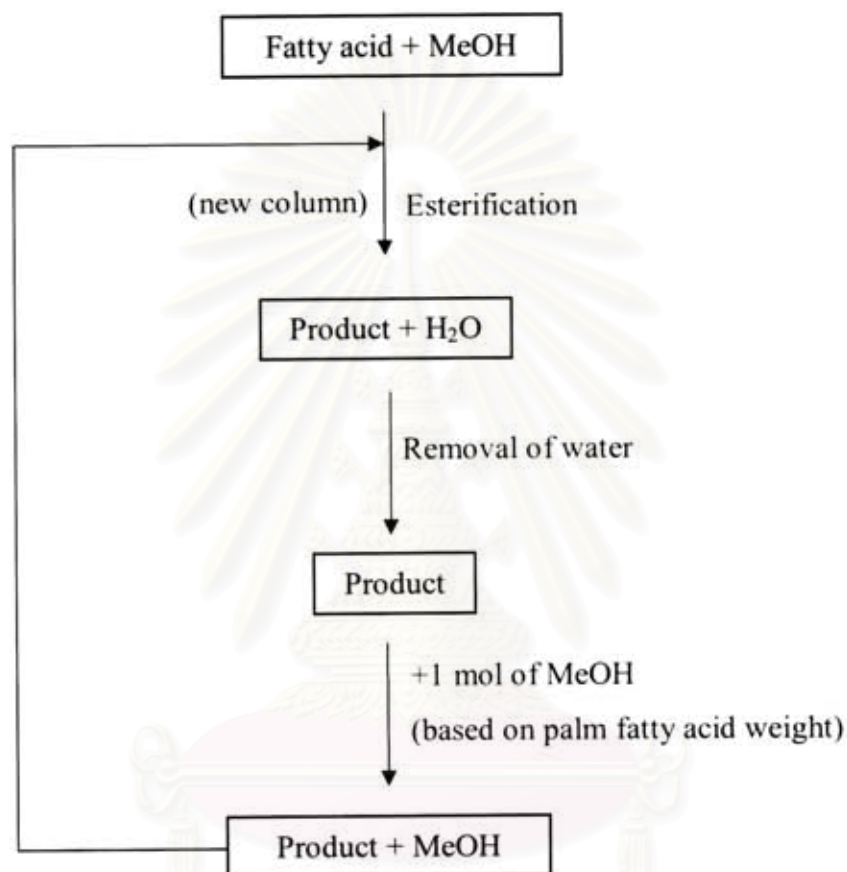 Fatty acid + MeOH
(new column) Esterification
Product + H₂O
Removal of water
Product
+1 mol of MeOH
(based on palm fatty acid weight)
Product + MeOH